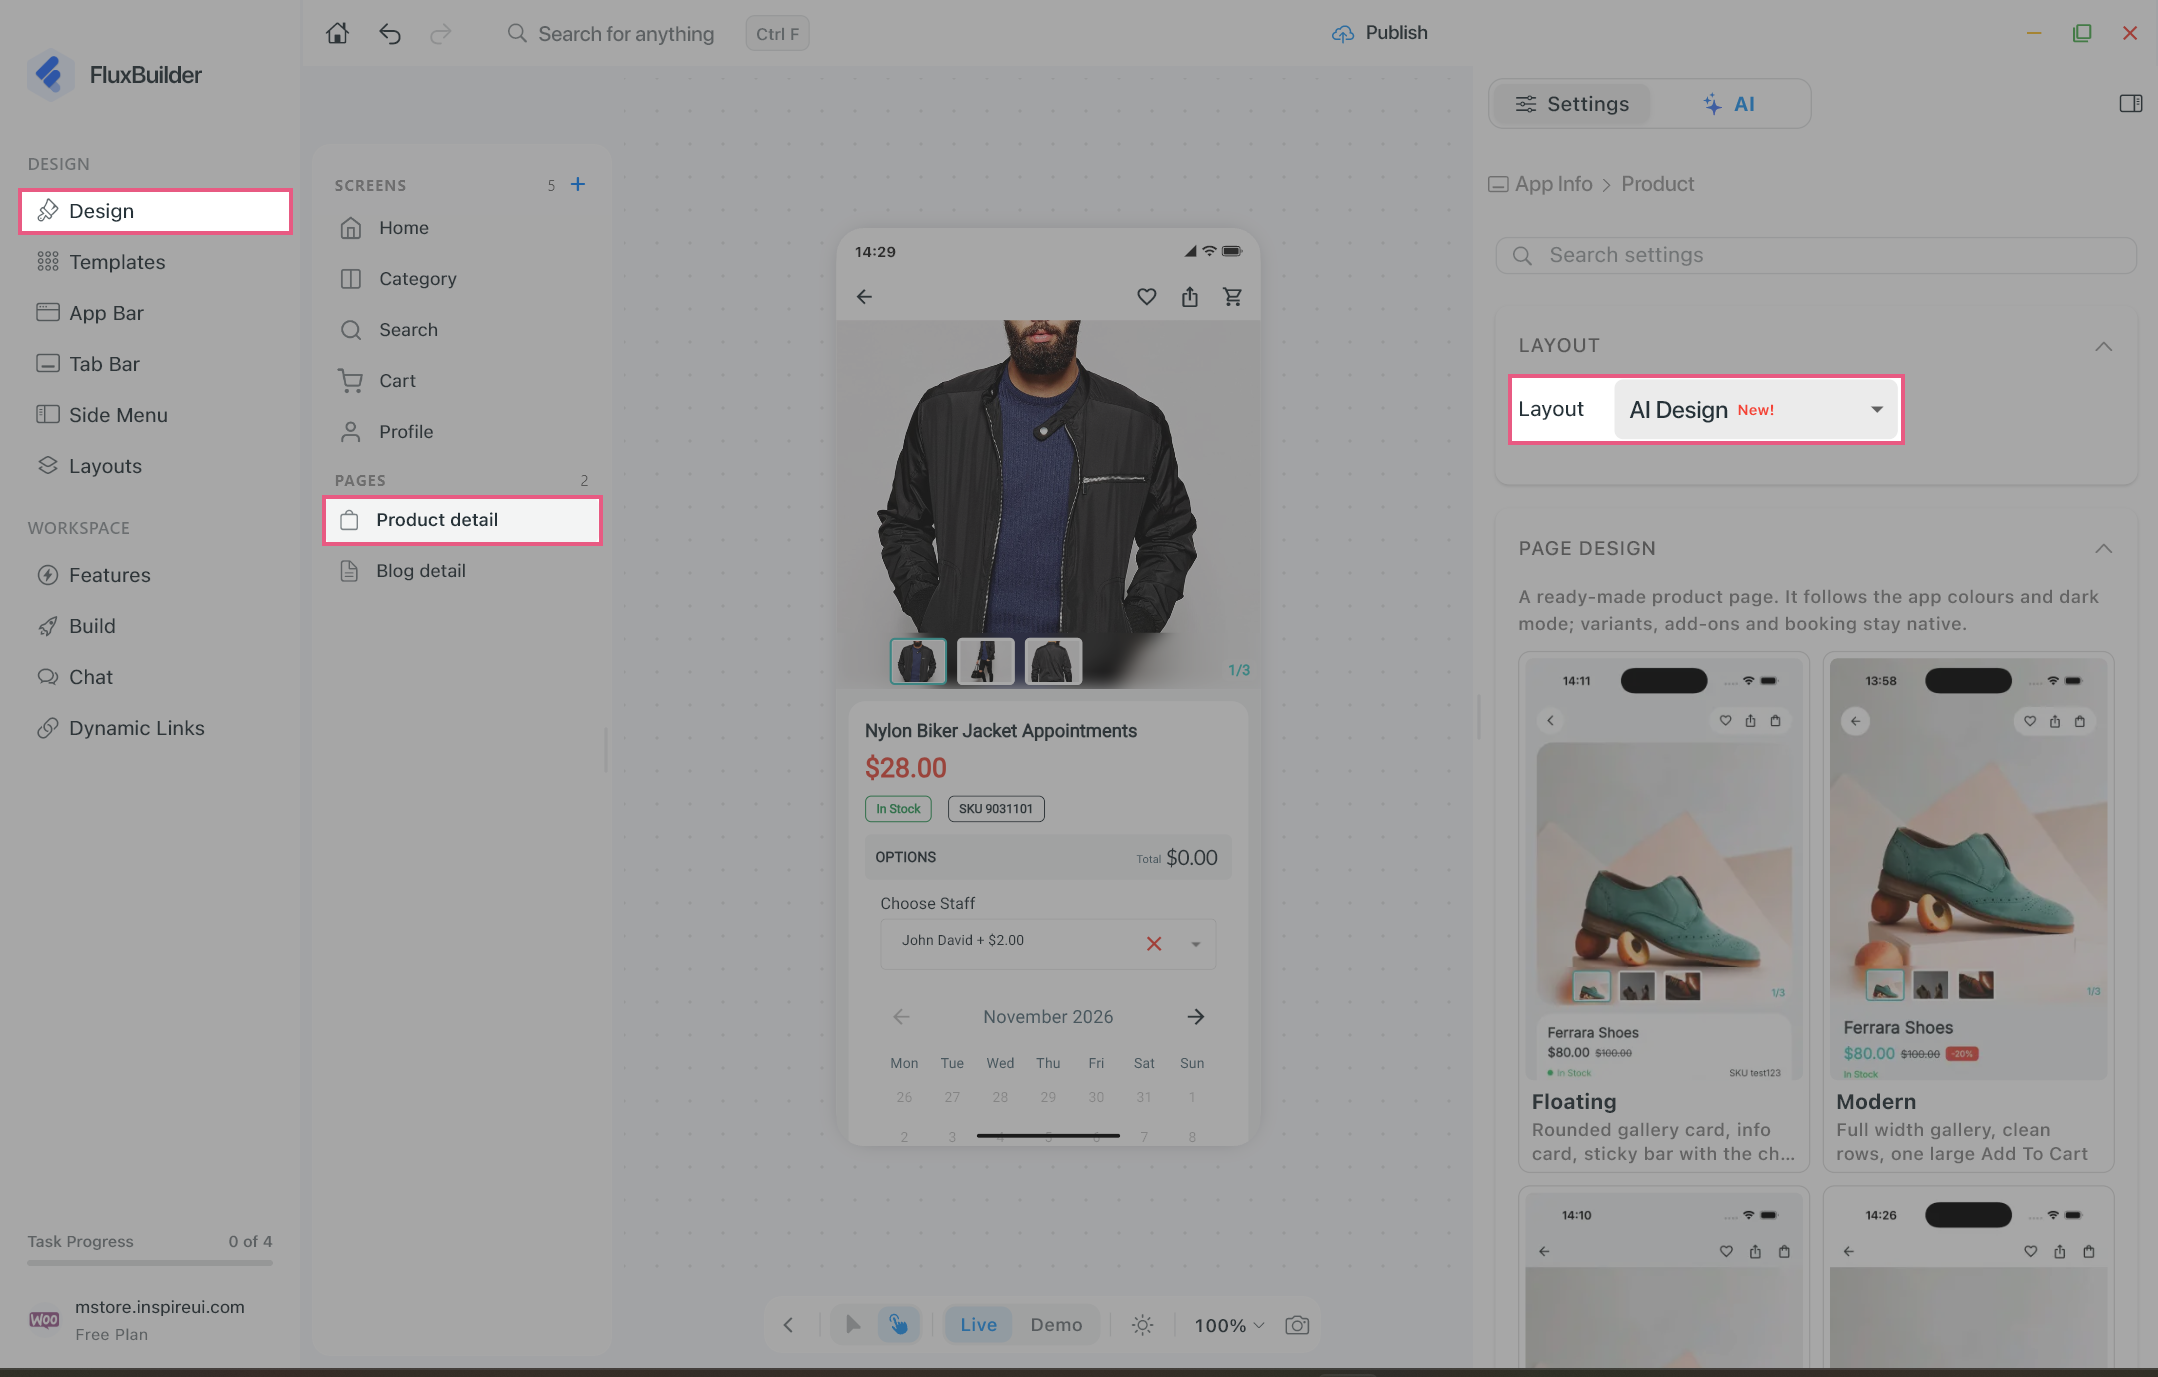 FluxBuilder
Search for anything
Ctrl F
Publish
DESIGN
Design
Templates
App Bar
Tab Bar
Side Menu
Layouts
WORKSPACE
Features
Build
Chat
Dynamic Links
Task Progress
0 of 4
WOO
mstore.inspireui.com
Free Plan
SCREENS
5
Home
Category
Search
Cart
Profile
PAGES
2
Product detail
Blog detail
14:29
1/3
Nylon Biker Jacket Appointments
$28.00
In Stock
SKU 9031101
OPTIONS
Total $0.00
Choose Staff
John David + $2.00
November 2026
Mon Tue Wed Thu Fri Sat Sun
26 27 28 29 30 31 1
2 3 4 5 6 7 8
Live
Demo
100%
Settings
AI
App Info > Product
Search settings
LAYOUT
Layout
AI Design New!
PAGE DESIGN
A ready-made product page. It follows the app colours and dark
mode; variants, add-ons and booking stay native.
14:11
1/3
Ferrara Shoes
$80.00 $100.00
In Stock
SKU test123
Floating
Rounded gallery card, info
card, sticky bar with the ch...
13:58
1/3
Ferrara Shoes
$80.00 $100.00 -20%
In Stock
Modern
Full width gallery, clean
rows, one large Add To Cart
14:10
14:26